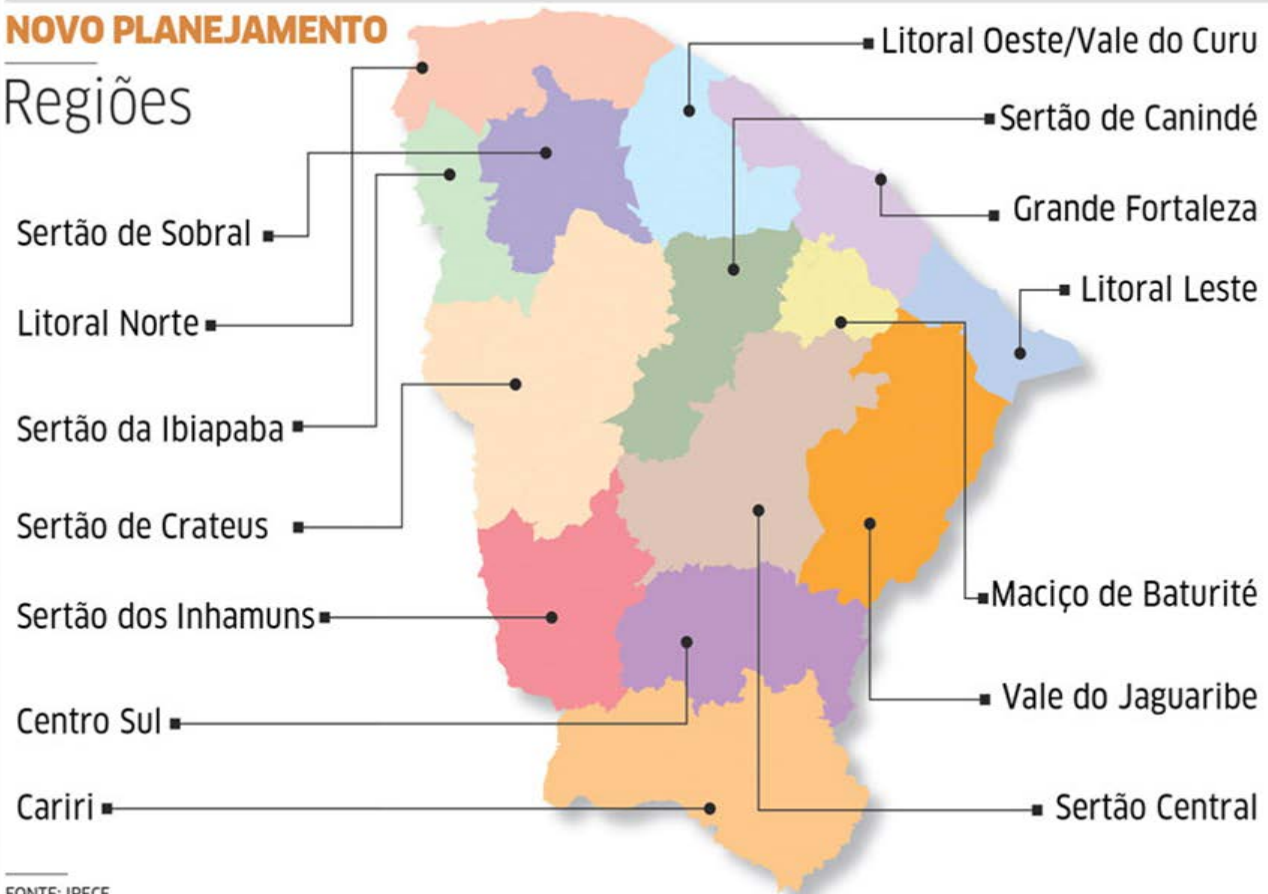 NOVO PLANEJAMENTO
Regiões
Sertão de Sobral
Litoral Norte
Sertão da Ibiapaba
Sertão de Crateus
Sertão dos Inhamuns
Centro Sul
Cariri
Litoral Oeste/Vale do Curu
Sertão de Canindé
Grande Fortaleza
Litoral Leste
Maciço de Baturité
Vale do Jaguaribe
Sertão Central
FONTE: IPECE